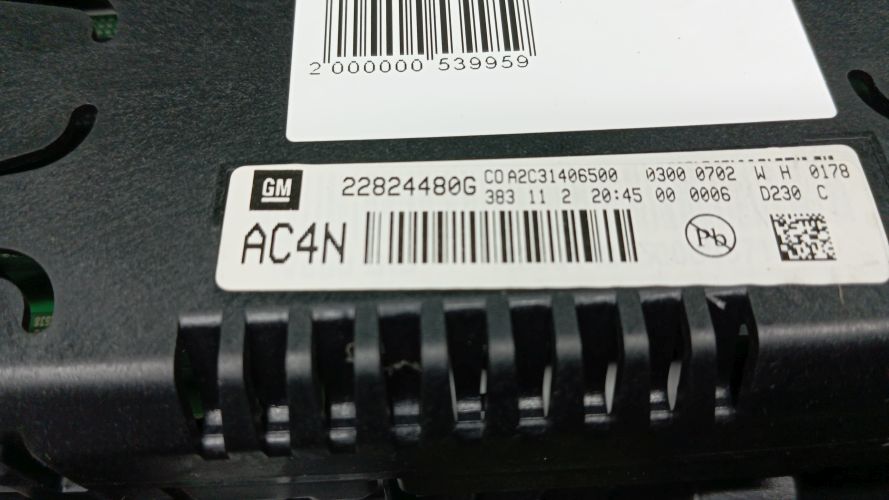 2 000000 539959
GM 22824480G CO A2C31406500 0300 0702 W H 0178
383 11 2 20:45 00 0006 D230 C
AC4N Pb